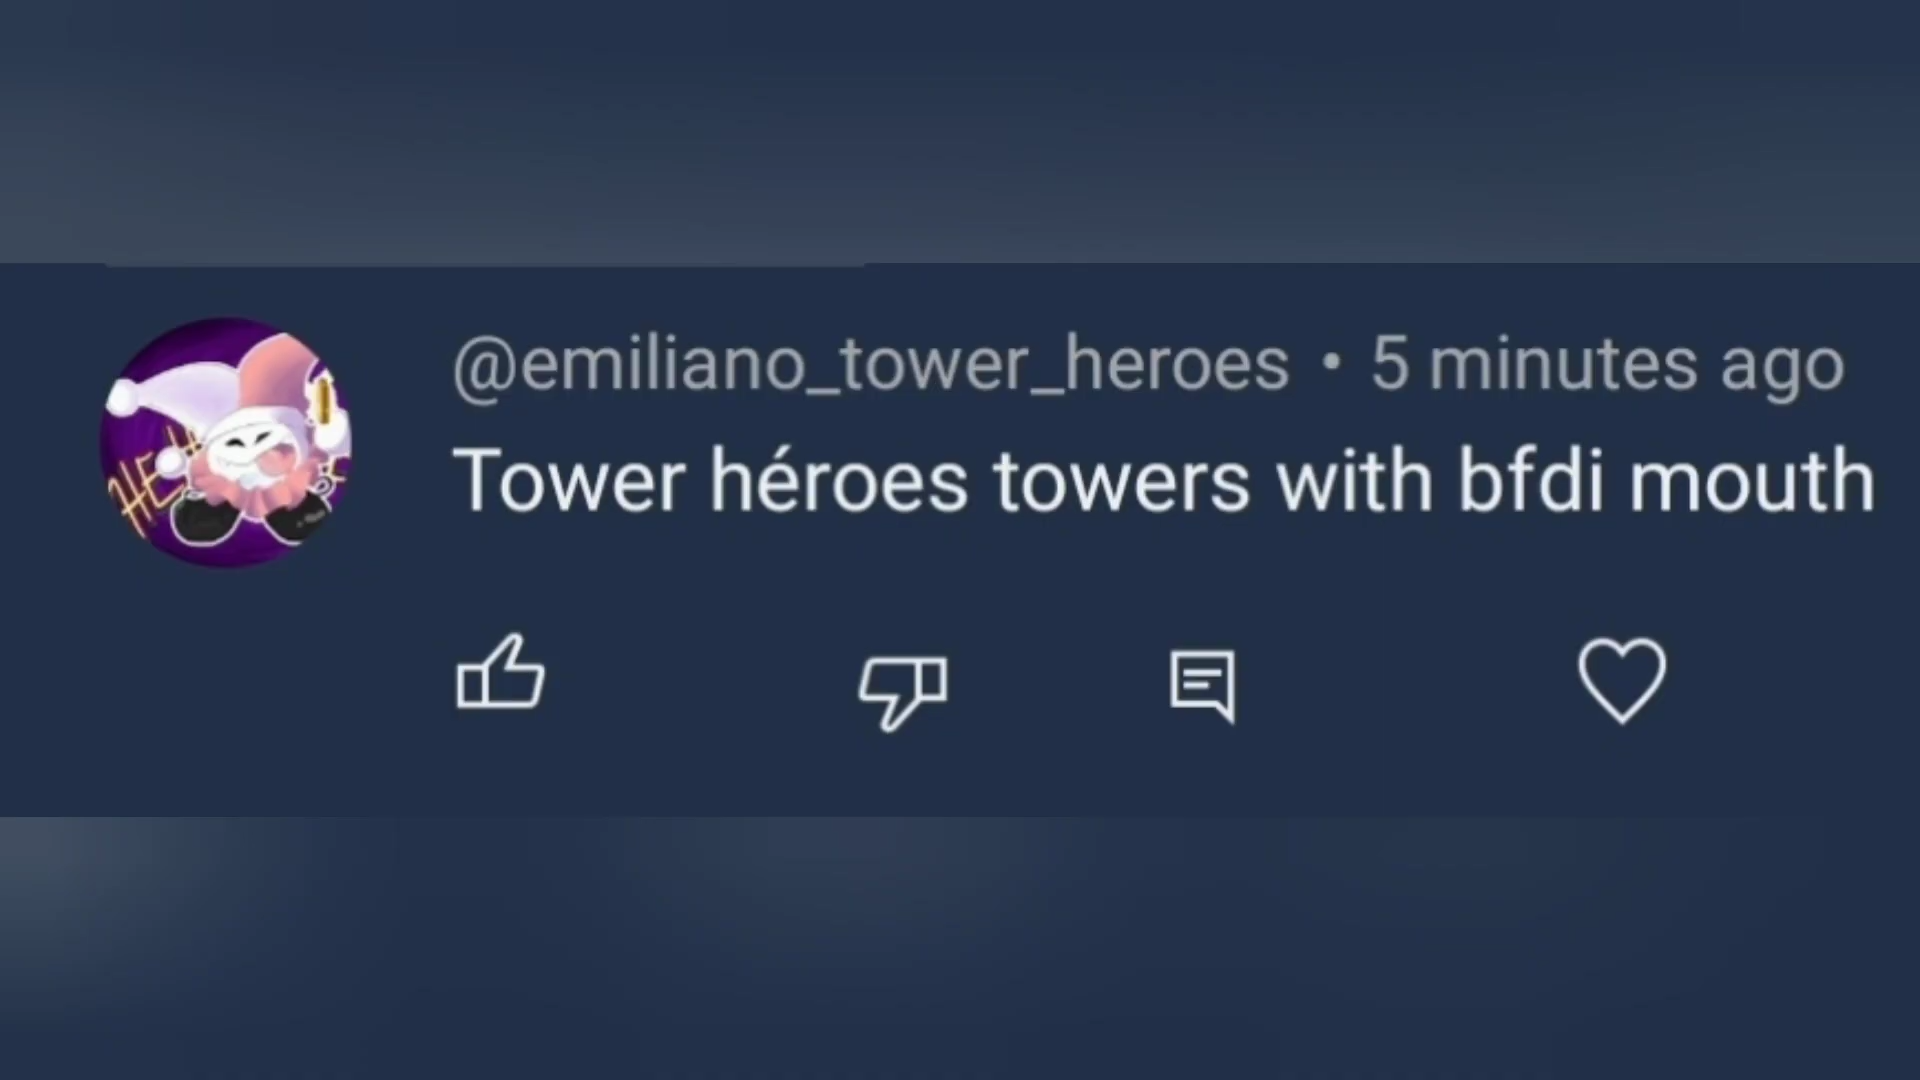 @emiliano_tower_heroes • 5 minutes ago
Tower héroes towers with bfdi mouth